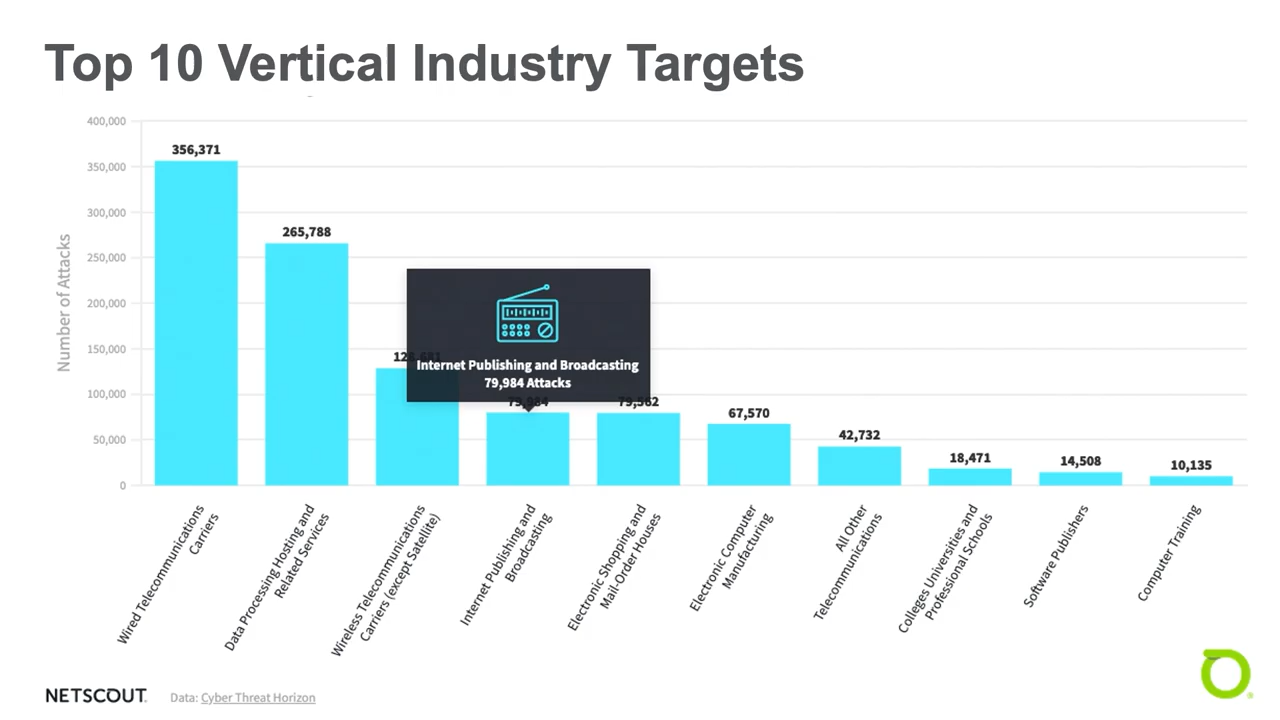 Top 10 Vertical Industry Targets
Number of Attacks
400,000
350,000
300,000
250,000
200,000
150,000
100,000
50,000
0
356,371
265,788
128,681
79,984
79,562
67,570
42,732
18,471
14,508
10,135
Internet Publishing and Broadcasting
79,984 Attacks
Wired Telecommunications
Carriers
Data Processing Hosting and
Related Services
Wireless Telecommunications
Carriers (except Satellite)
Internet Publishing and
Broadcasting
Electronic Shopping and
Mail-Order Houses
Electronic Computer
Manufacturing
All Other
Telecommunications
Colleges Universities and
Professional Schools
Software Publishers
Computer Training
NETSCOUT.
Data: Cyber Threat Horizon